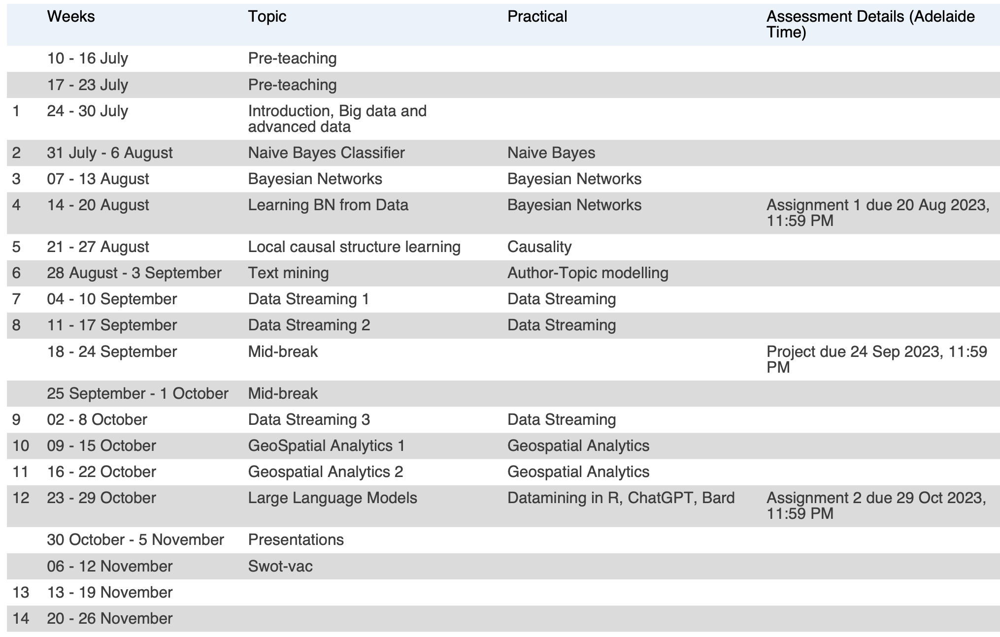 Weeks Topic Practical Assessment Details (Adelaide
Time)
10 - 16 July Pre-teaching
17 - 23 July Pre-teaching
1 24 - 30 July Introduction, Big data and
advanced data
2 31 July - 6 August Naive Bayes Classifier Naive Bayes
3 07 - 13 August Bayesian Networks Bayesian Networks
4 14 - 20 August Learning BN from Data Bayesian Networks Assignment 1 due 20 Aug 2023,
11:59 PM
5 21 - 27 August Local causal structure learning Causality
6 28 August - 3 September Text mining Author-Topic modelling
7 04 - 10 September Data Streaming 1 Data Streaming
8 11 - 17 September Data Streaming 2 Data Streaming
18 - 24 September Mid-break Project due 24 Sep 2023, 11:59
PM
25 September - 1 October Mid-break
9 02 - 8 October Data Streaming 3 Data Streaming
10 09 - 15 October GeoSpatial Analytics 1 Geospatial Analytics
11 16 - 22 October Geospatial Analytics 2 Geospatial Analytics
12 23 - 29 October Large Language Models Datamining in R, ChatGPT, Bard Assignment 2 due 29 Oct 2023,
11:59 PM
30 October - 5 November Presentations
06 - 12 November Swot-vac
13 13 - 19 November
14 20 - 26 November